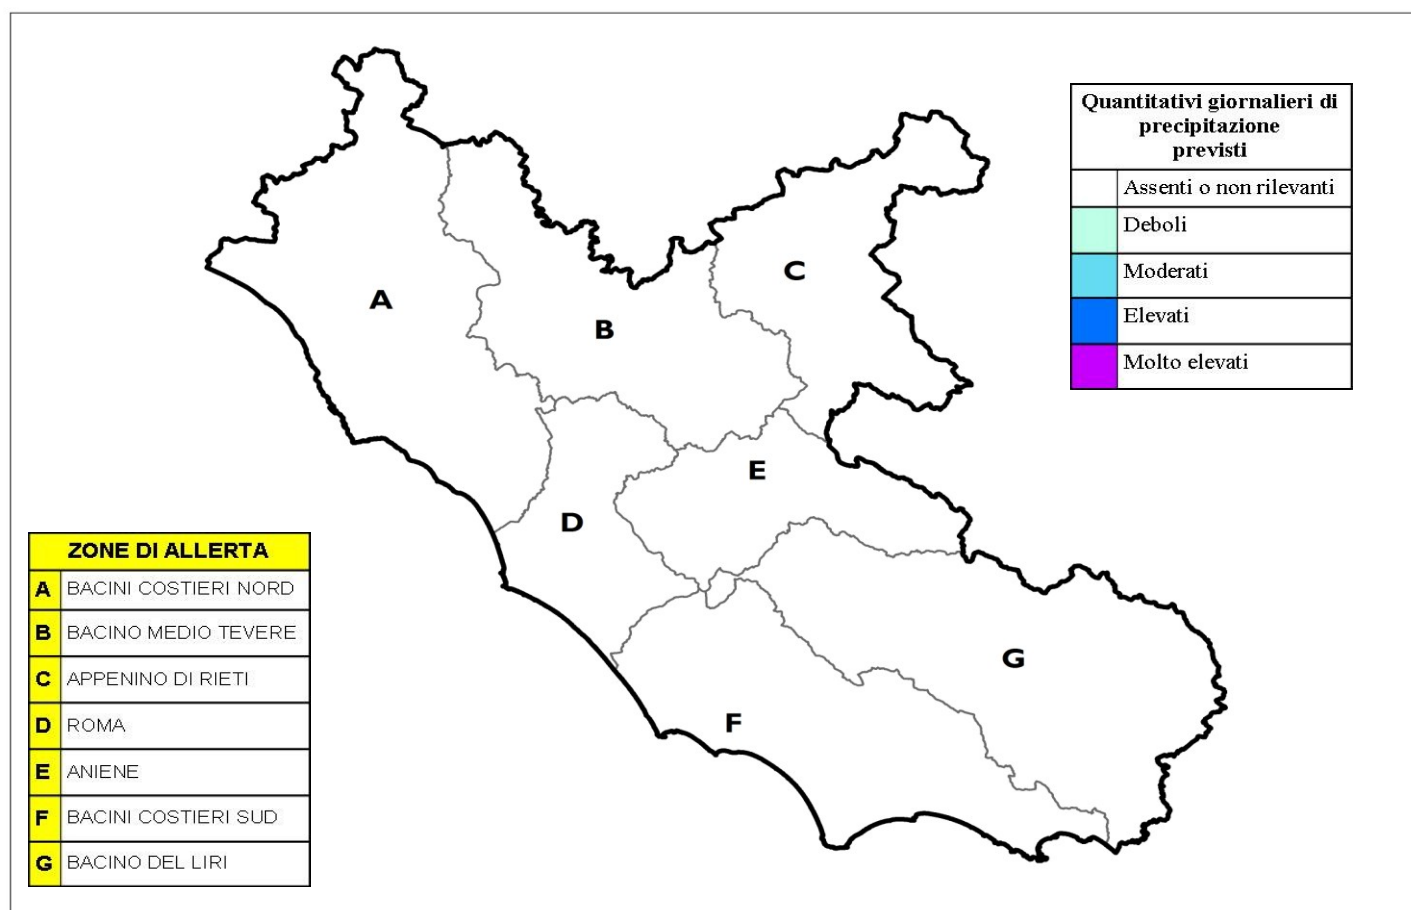 Quantitativi giornalieri di
precipitazione
previsti
Assenti o non rilevanti
Deboli
Moderati
Elevati
Molto elevati
A
B
C
D
E
F
G
ZONE DI ALLERTA
A BACINI COSTIERI NORD
B BACINO MEDIO TEVERE
C APPENINO DI RIETI
D ROMA
E ANIENE
F BACINI COSTIERI SUD
G BACINO DEL LIRI